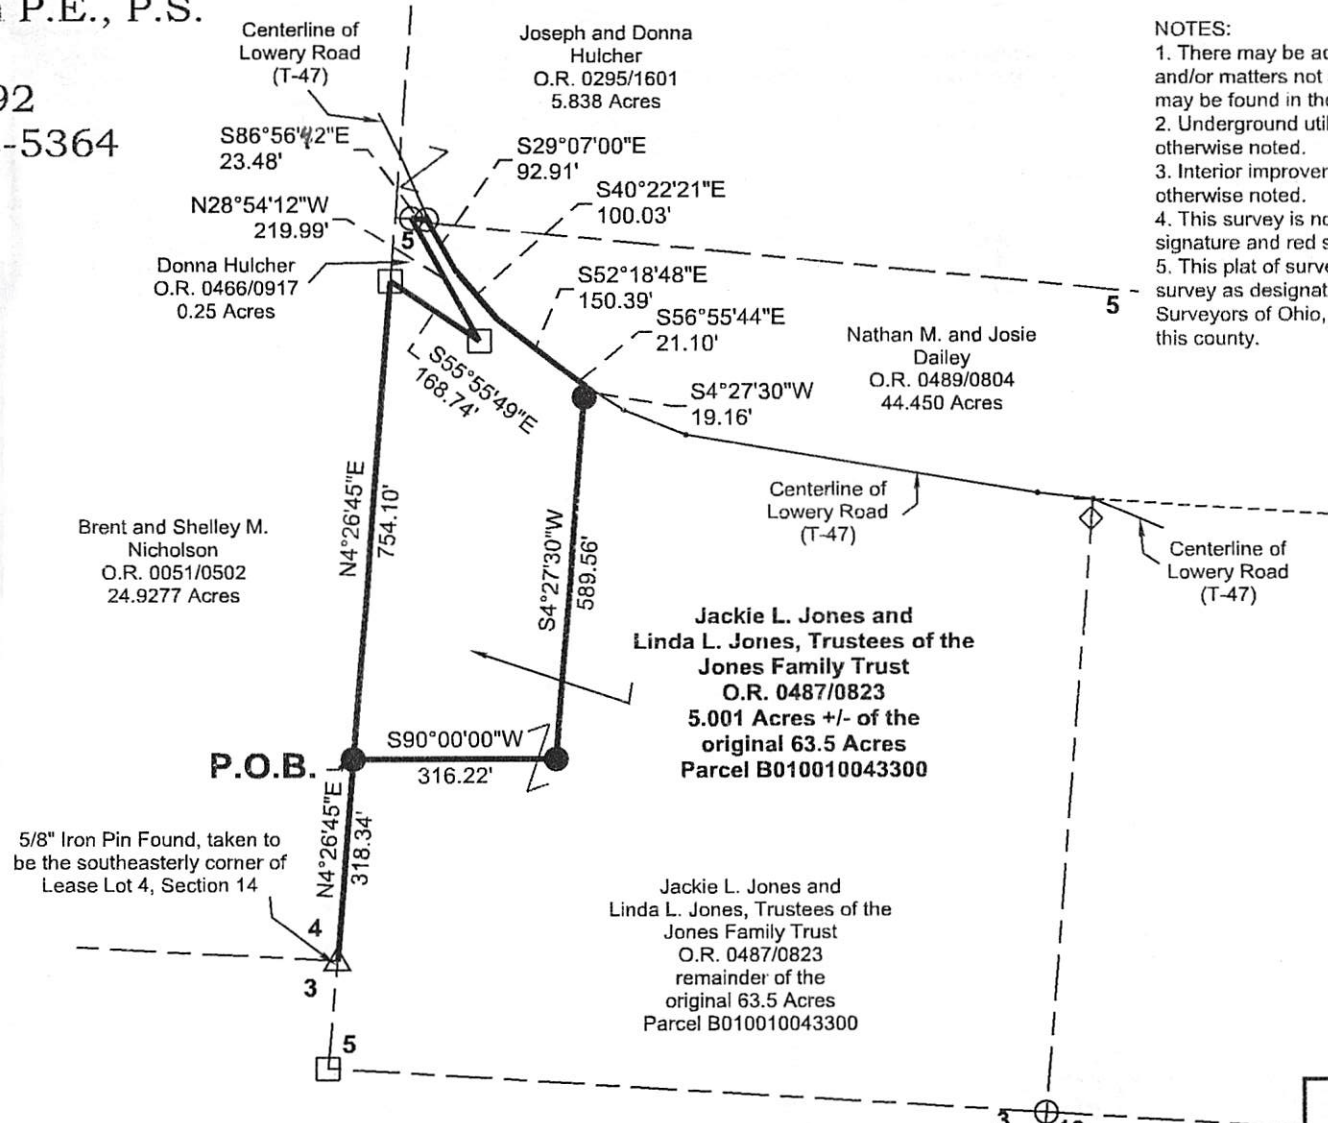 P.E., P.S.
92
-5364
Centerline of
Lowery Road
(T-47)
Joseph and Donna
Hulcher
O.R. 0295/1601
5.838 Acres
NOTES:
1. There may be
and/or matters not
may be found in the
2. Underground
otherwise noted.
3. Interior
otherwise noted.
4. This survey is
signature and red
5. This plat of
survey as
Surveyors of Ohio,
this county.
S86°56'42"E
23.48'
S29°07'00"E
92.91'
S40°22'21"E
100.03'
N28°54'12"W
219.99'
5
Donna Hulcher
O.R. 0466/0917
0.25 Acres
S52°18'48"E
150.39'
S56°55'44"E
21.10'
5
Nathan M. and Josie
Dailey
O.R. 0489/0804
44.450 Acres
S55°55'49"E
168.74'
S4°27'30"W
19.16'
N4°26'45"E
754.10'
S4°27'30"W
589.56'
Centerline of
Lowery Road
(T-47)
Centerline of
Lowery Road
(T-47)
Brent and Shelley M.
Nicholson
O.R. 0051/0502
24.9277 Acres
Jackie L. Jones and
Linda L. Jones, Trustees of the
Jones Family Trust
O.R. 0487/0823
5.001 Acres +/- of the
original 63.5 Acres
Parcel B010010043300
P.O.B.
S90°00'00"W
316.22'
N4°26'45"E
318.34'
5/8" Iron Pin Found, taken to
be the southeasterly corner of
Lease Lot 4, Section 14
4
3
5
Jackie L. Jones and
Linda L. Jones, Trustees of the
Jones Family Trust
O.R. 0487/0823
remainder of the
original 63.5 Acres
Parcel B010010043300
3